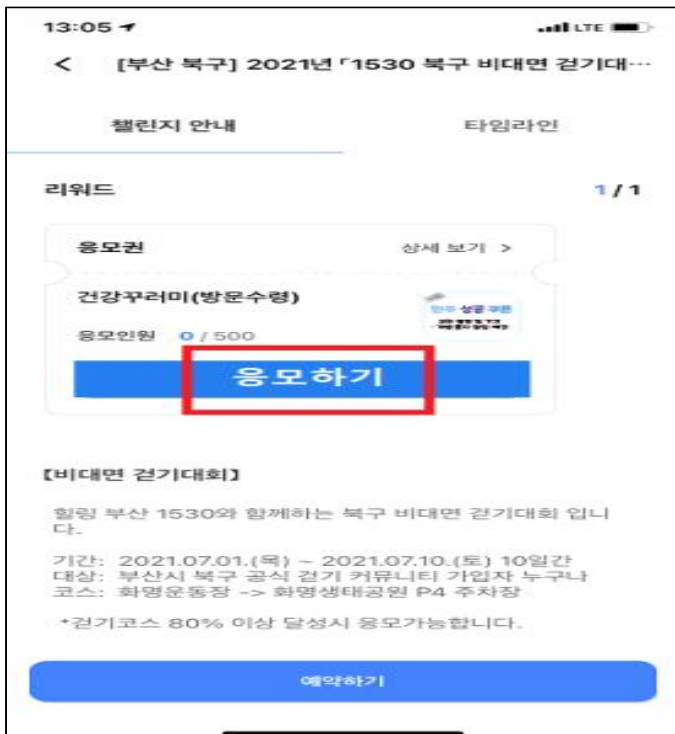 13:05
LTE
[부산 북구] 2021년 「1530 북구 비대면 걷기대…
챌린지 안내
타임라인
리워드
1 / 1
응모권
상세 보기 >
건강꾸러미(방문수령)
성공 쿠폰
응모인원 0 / 500
응모하기
【비대면 걷기대회】
힐링 부산 1530와 함께하는 북구 비대면 걷기대회 입니
다.
기간: 2021.07.01.(목) ~ 2021.07.10.(토) 10일간
대상: 부산시 북구 공식 걷기 커뮤니티 가입자 누구나
코스: 화명운동장 -> 화명생태공원 P4 주차장
*걷기코스 80% 이상 달성시 응모가능합니다.
예약하기